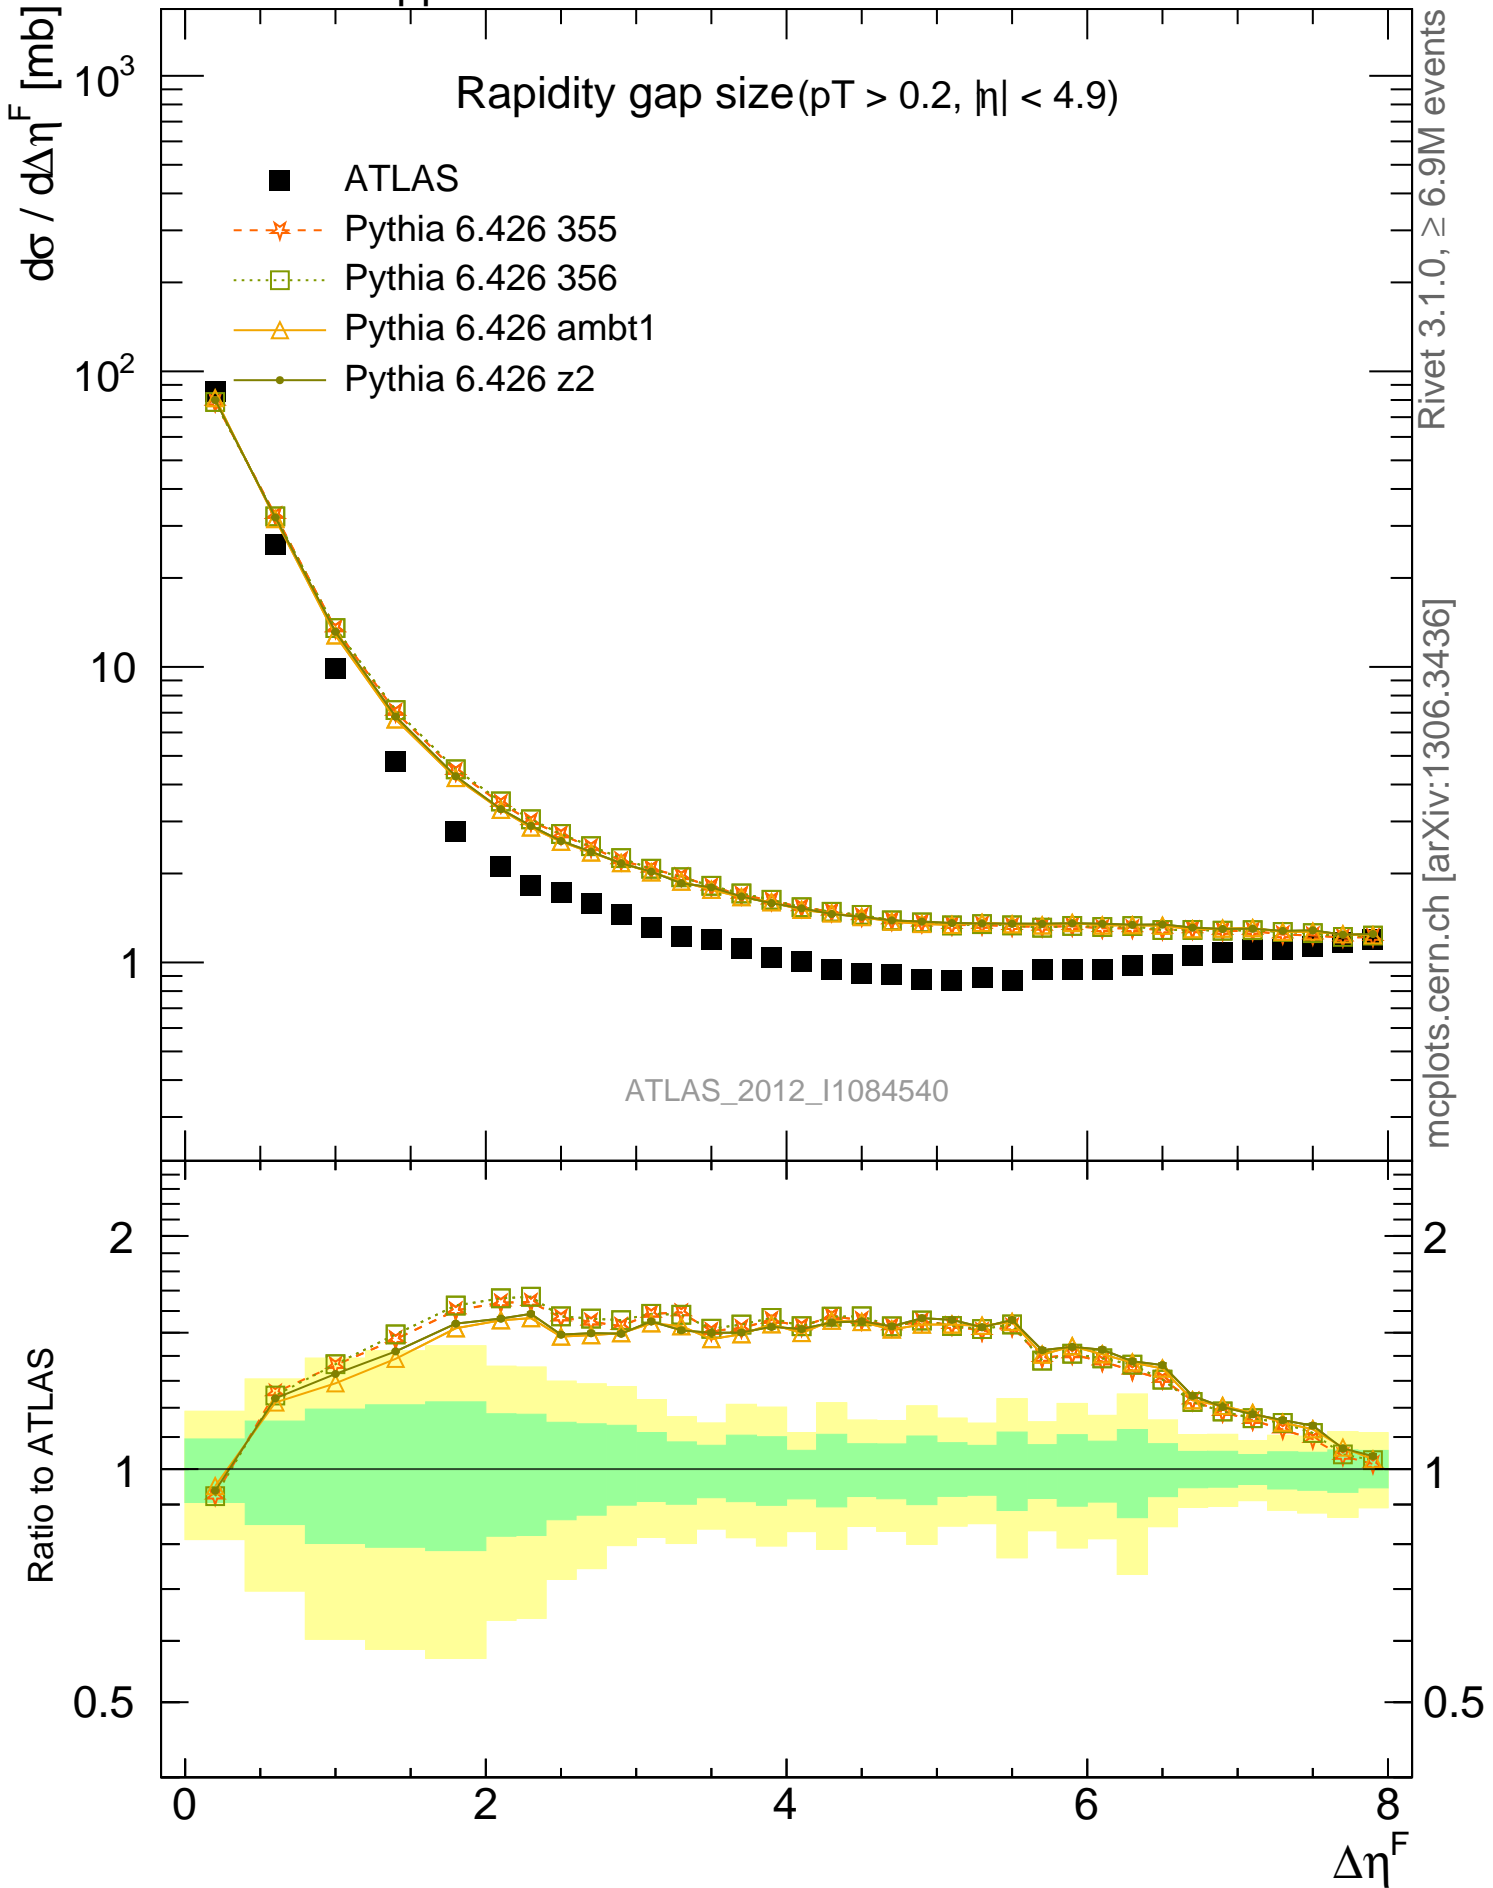 dσ / dΔη^F [mb]
Rapidity gap size (pT > 0.2, |η| < 4.9)
ATLAS
Pythia 6.426 355
Pythia 6.426 356
Pythia 6.426 ambt1
Pythia 6.426 z2
10^3
10^2
10
1
ATLAS_2012_I1084540
Rivet 3.1.0, ≥ 6.9M events
mcplots.cern.ch [arXiv:1306.3436]
Ratio to ATLAS
2
1
0.5
2
1
0.5
0 2 4 6 8
Δη^F